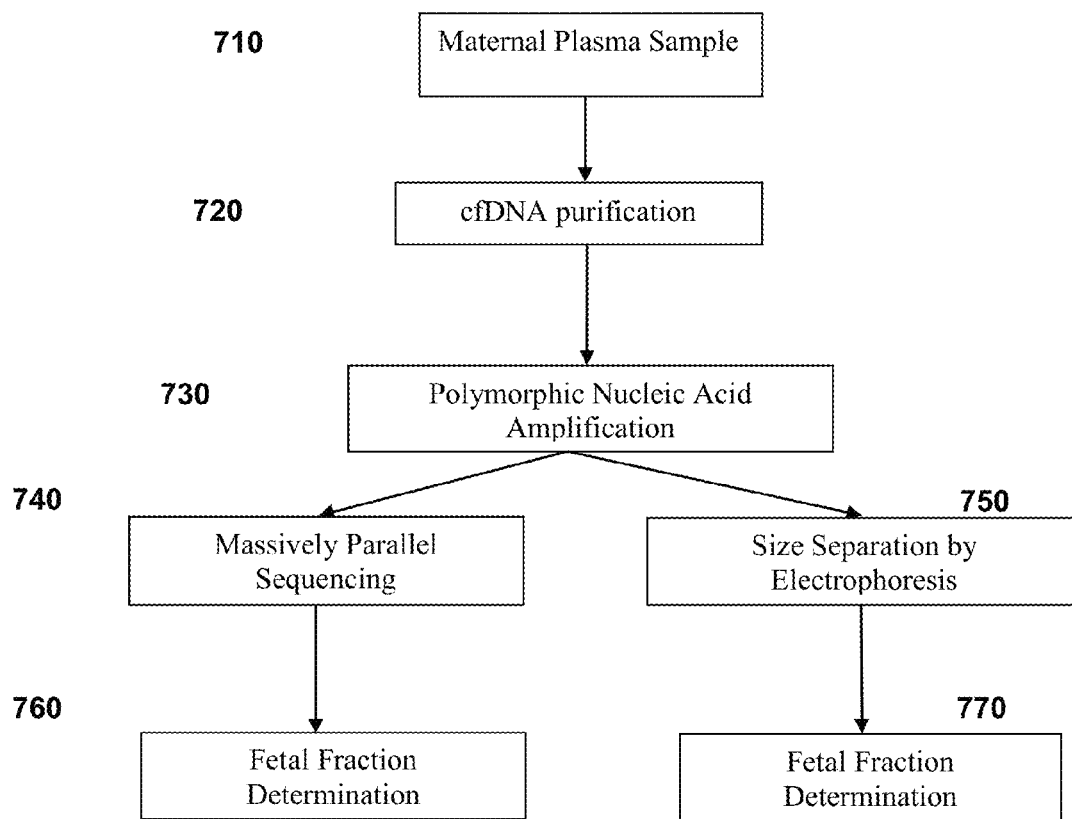 710
Maternal Plasma Sample
720
cfDNA purification
730
Polymorphic Nucleic Acid
Amplification
740
Massively Parallel
Sequencing
750
Size Separation by
Electrophoresis
760
Fetal Fraction
Determination
770
Fetal Fraction
Determination